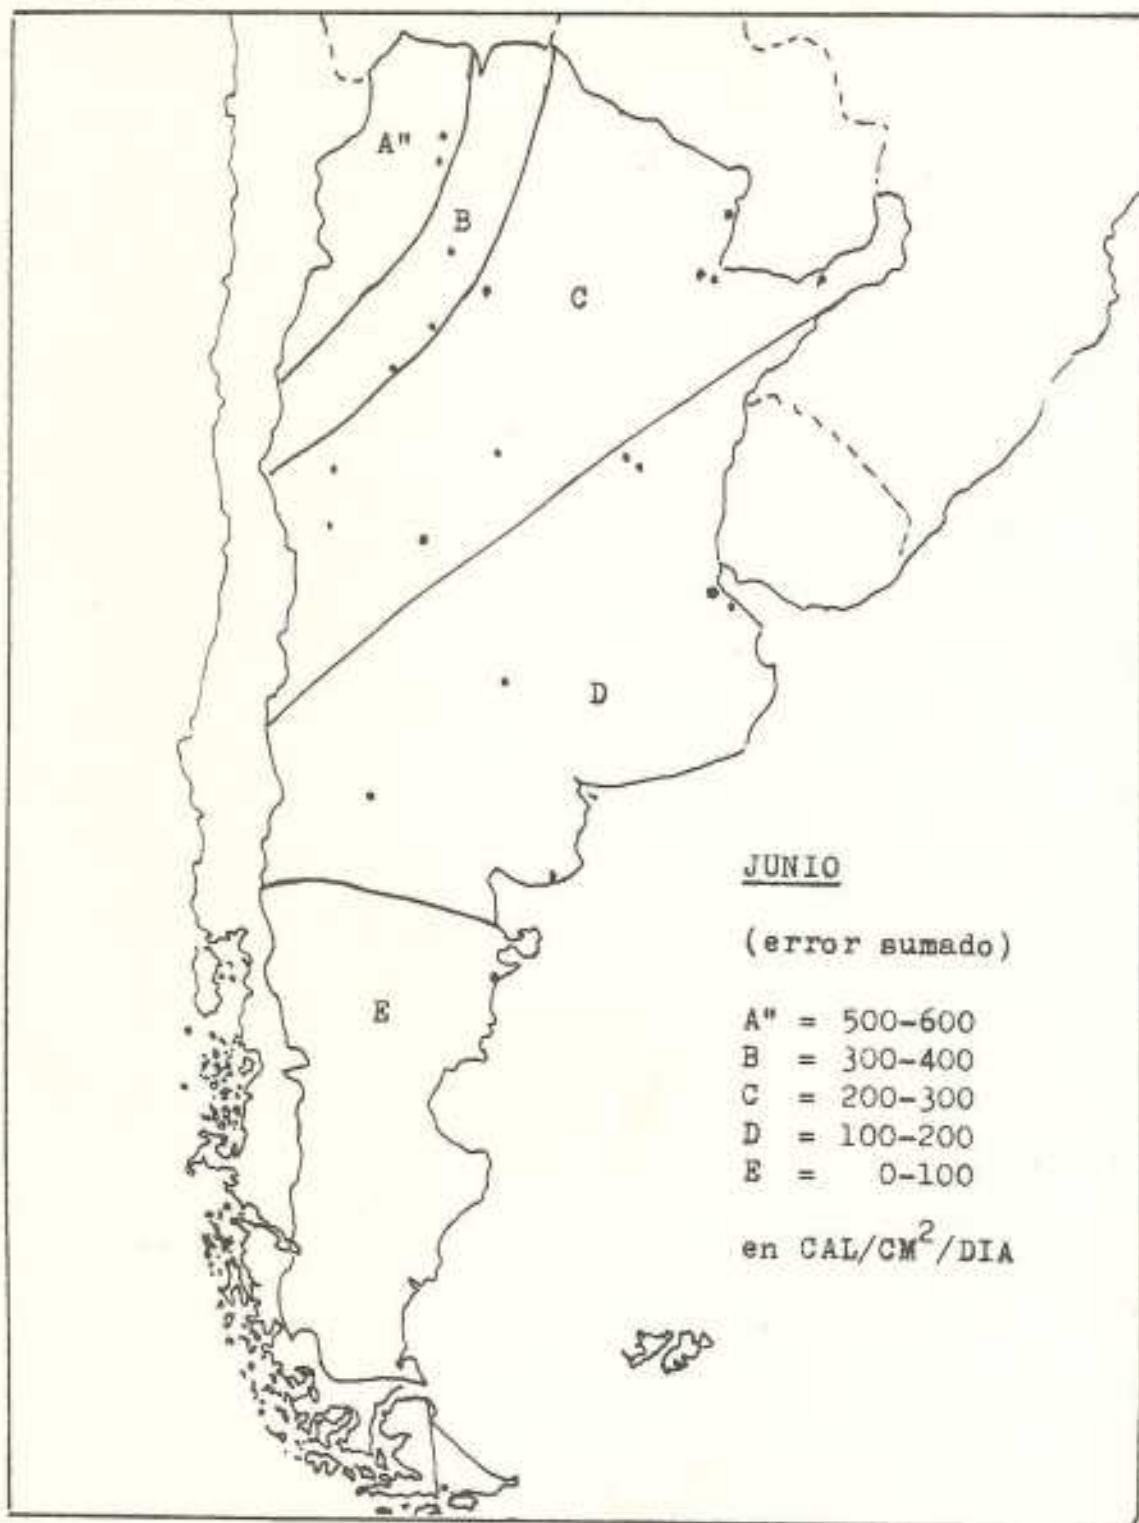 A"
B
C
D
E
JUNIO
(error sumado)
A" = 500-600
B = 300-400
C = 200-300
D = 100-200
E = 0-100
en CAL/CM²/DIA